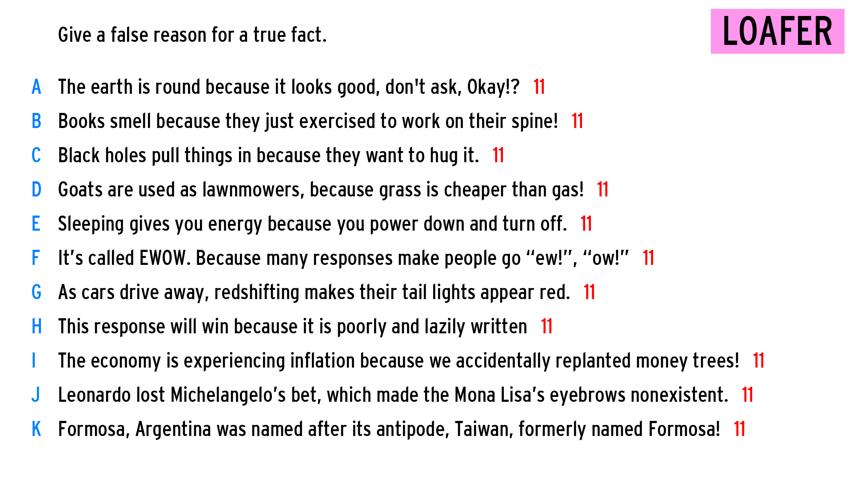 Give a false reason for a true fact.
LOAFER
A The earth is round because it looks good, don't ask, Okay!? 11
B Books smell because they just exercised to work on their spine! 11
C Black holes pull things in because they want to hug it. 11
D Goats are used as lawnmowers, because grass is cheaper than gas! 11
E Sleeping gives you energy because you power down and turn off. 11
F It’s called EWOW. Because many responses make people go “ew!”, “ow!” 11
G As cars drive away, redshifting makes their tail lights appear red. 11
H This response will win because it is poorly and lazily written 11
I The economy is experiencing inflation because we accidentally replanted money trees! 11
J Leonardo lost Michelangelo’s bet, which made the Mona Lisa’s eyebrows nonexistent. 11
K Formosa, Argentina was named after its antipode, Taiwan, formerly named Formosa! 11